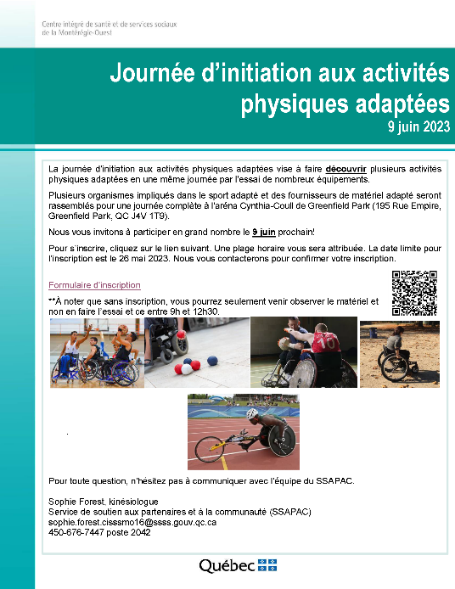 Centre intégré de santé et de services sociaux
de la Montérégie-Ouest
Journée d'initiation aux activités
physiques adaptées
9 juin 2023
La journée d'initiation aux activités physiques adaptées vise à faire découvrir plusieurs activités
physiques adaptées en une même journée par l'essai de nombreux équipements.
Plusieurs organismes impliqués dans le sport adapté et des fournisseurs de matériel adapté seront
rassemblés pour une journée complète à l'aréna Cynthia-Coull de Greenfield Park (195 Rue Empire,
Greenfield Park, QC J4V 1T9).
Nous vous invitons à participer en grand nombre le 9 juin prochain!
Pour s'inscrire, cliquez sur le lien suivant. Une plage horaire vous sera attribuée. La date limite pour
l'inscription est le 26 mai 2023. Nous vous contacterons pour confirmer votre inscription.
Formulaire d'inscription
**À noter que sans inscription, vous pourrez seulement venir observer le matériel et
non en faire l'essai et ce entre 9h et 12h30.
Pour toute question, n'hésitez pas à communiquer avec l'équipe du SSAPAC.
Sophie Forest, kinésiologue
Service de soutien aux partenaires et à la communauté (SSAPAC)
sophie.forest.cisssmo16@ssss.gouv.qc.ca
450-676-7447 poste 2042
Québec